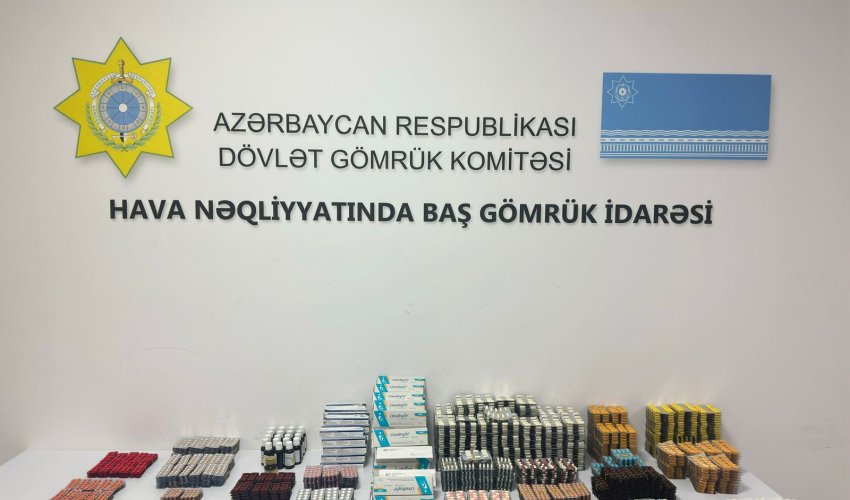 AZƏRBAYCAN RESPUBLİKASI
DÖVLƏT GÖMRÜK KOMİTƏSİ
HAVA NƏQLİYYATINDA BAŞ GÖMRÜK İDARƏSİ